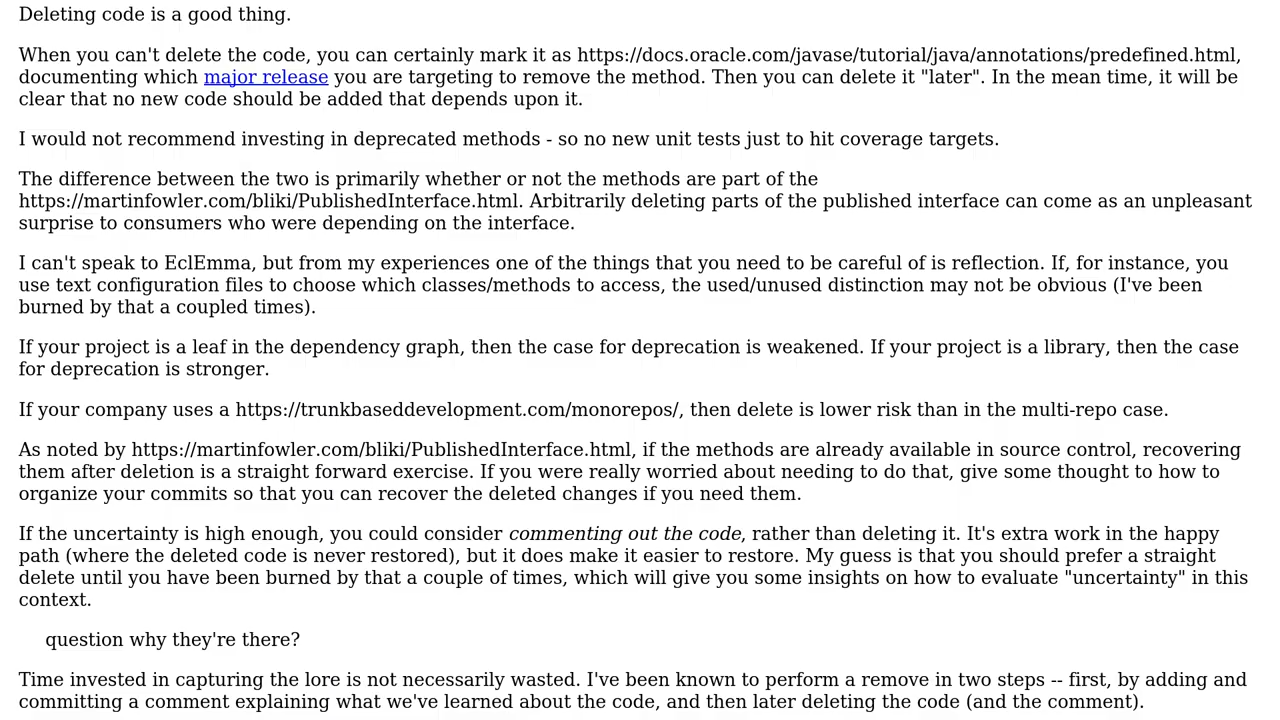 Deleting code is a good thing.
When you can't delete the code, you can certainly mark it as https://docs.oracle.com/javase/tutorial/java/annotations/predefined.html,
documenting which major release you are targeting to remove the method. Then you can delete it "later". In the mean time, it will be
clear that no new code should be added that depends upon it.
I would not recommend investing in deprecated methods - so no new unit tests just to hit coverage targets.
The difference between the two is primarily whether or not the methods are part of the
https://martinfowler.com/bliki/PublishedInterface.html. Arbitrarily deleting parts of the published interface can come as an unpleasant
surprise to consumers who were depending on the interface.
I can't speak to EclEmma, but from my experiences one of the things that you need to be careful of is reflection. If, for instance, you
use text configuration files to choose which classes/methods to access, the used/unused distinction may not be obvious (I've been
burned by that a coupled times).
If your project is a leaf in the dependency graph, then the case for deprecation is weakened. If your project is a library, then the case
for deprecation is stronger.
If your company uses a https://trunkbaseddevelopment.com/monorepos/, then delete is lower risk than in the multi-repo case.
As noted by https://martinfowler.com/bliki/PublishedInterface.html, if the methods are already available in source control, recovering
them after deletion is a straight forward exercise. If you were really worried about needing to do that, give some thought to how to
organize your commits so that you can recover the deleted changes if you need them.
If the uncertainty is high enough, you could consider commenting out the code, rather than deleting it. It's extra work in the happy
path (where the deleted code is never restored), but it does make it easier to restore. My guess is that you should prefer a straight
delete until you have been burned by that a couple of times, which will give you some insights on how to evaluate "uncertainty" in this
context.
question why they're there?
Time invested in capturing the lore is not necessarily wasted. I've been known to perform a remove in two steps -- first, by adding and
committing a comment explaining what we've learned about the code, and then later deleting the code (and the comment).